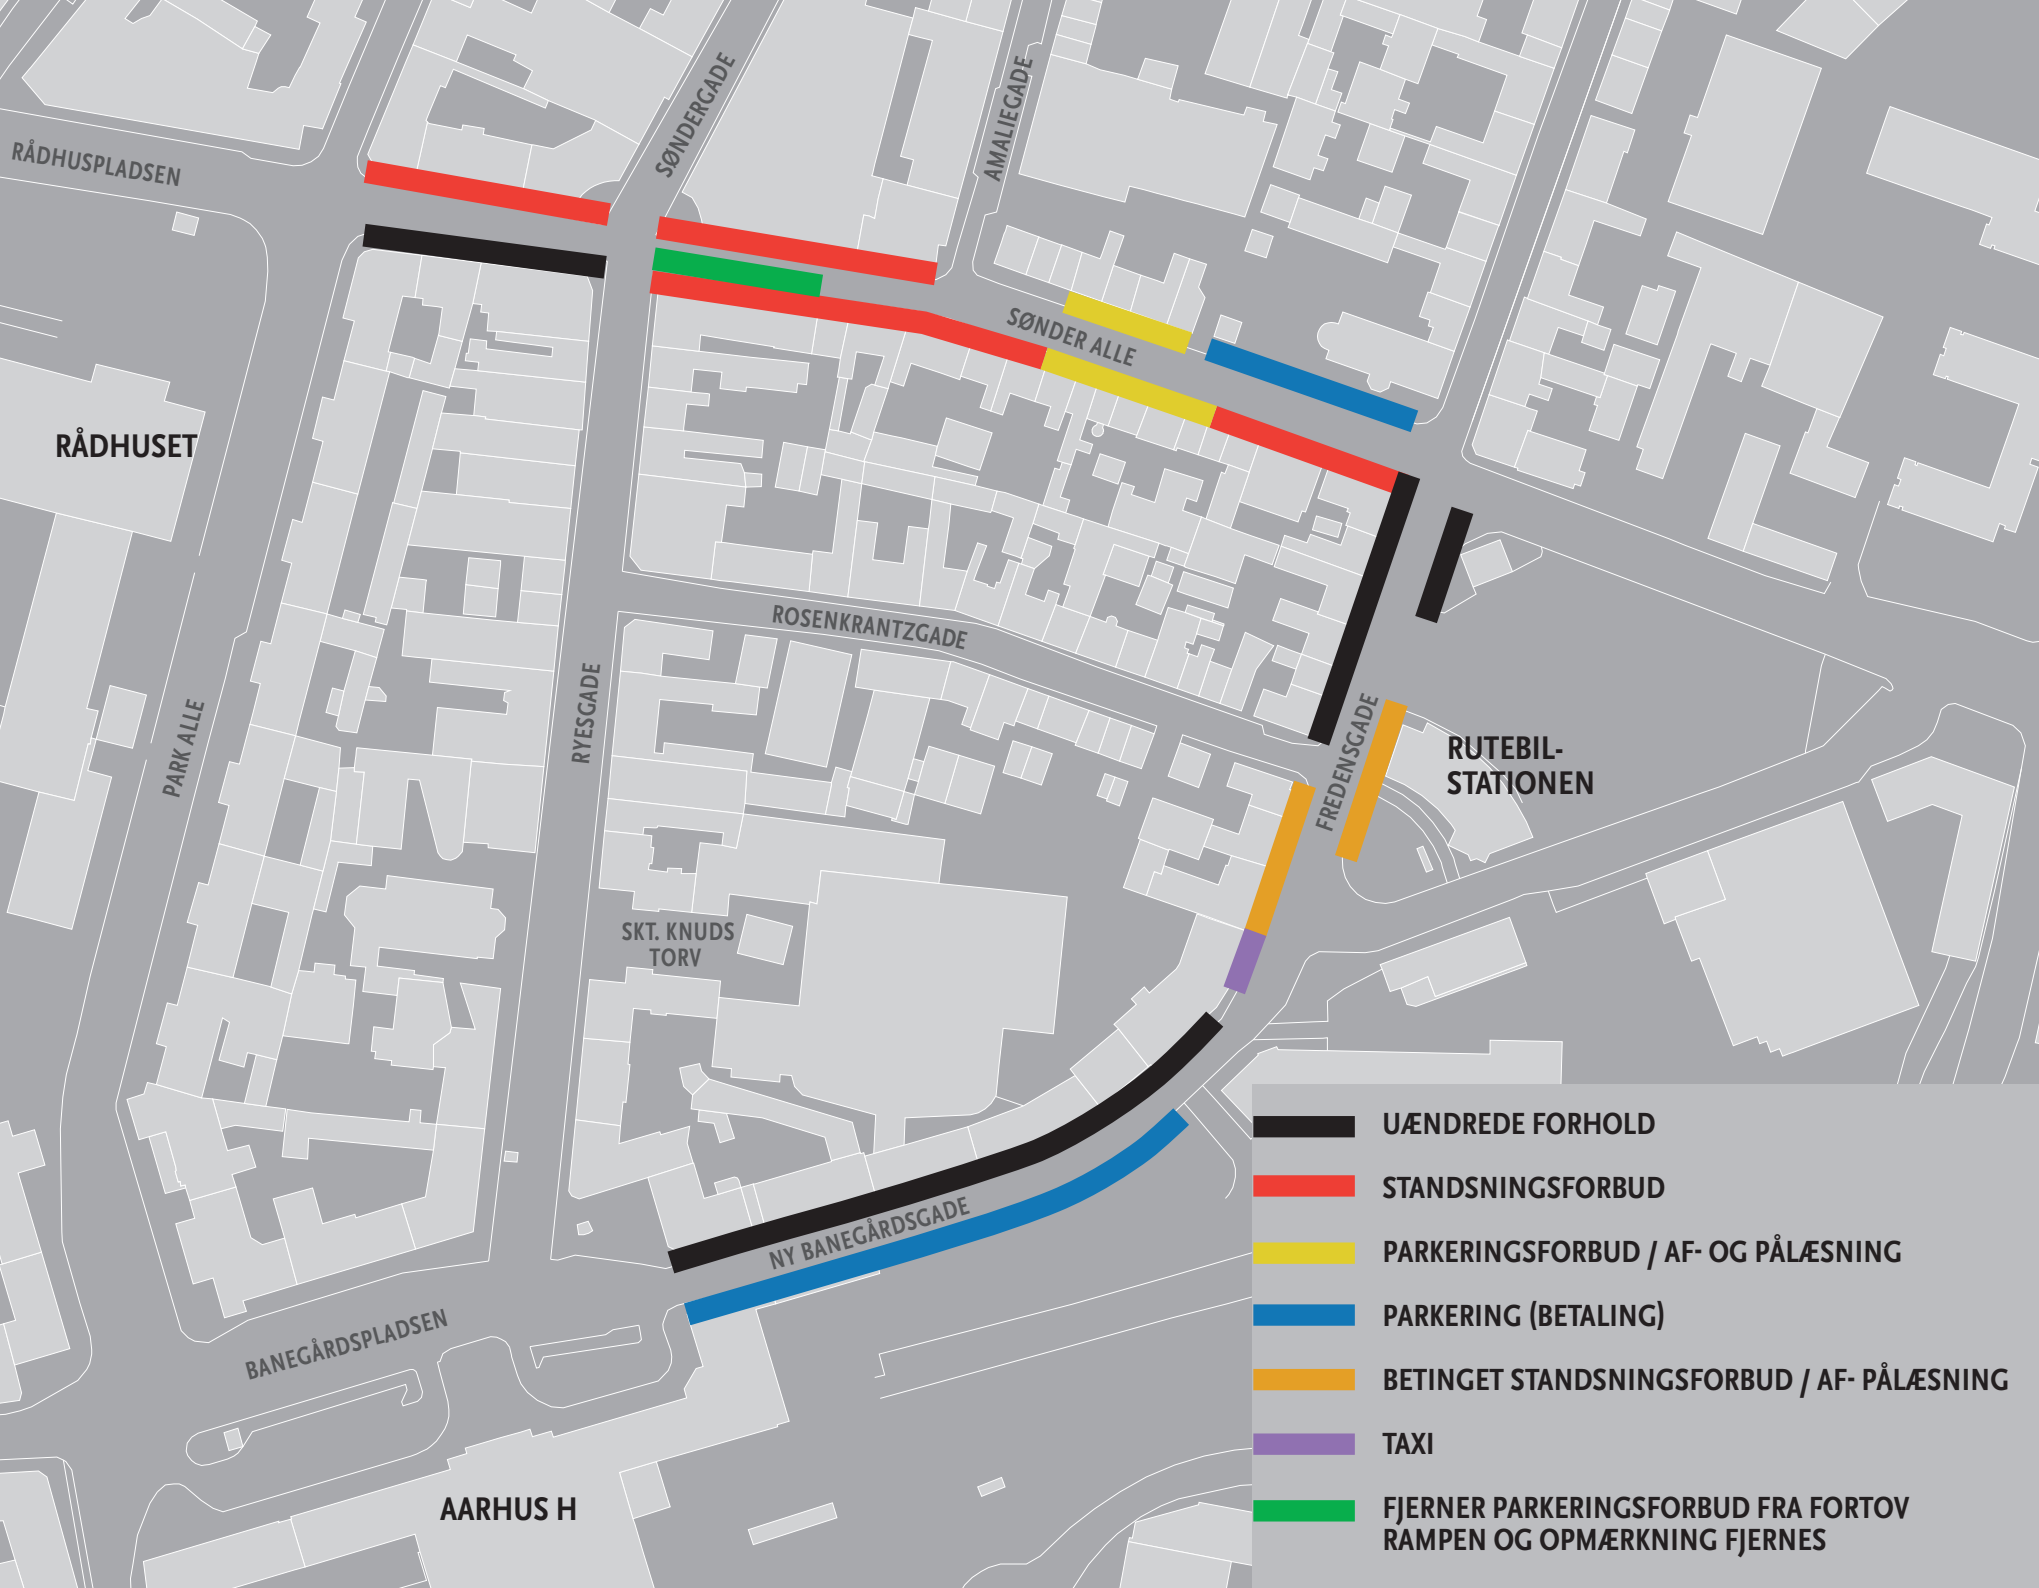 SØNDERGADE
AMALIEGADE
RÅDHUSPLADSEN
SØNDER ALLE
RÅDHUSET
ROSENKRANTZGADE
PARK ALLE
RYESGADE
FREDENSGADE
RUTEBIL-
STATIONEN
SKT. KNUDS
TORV
NY BANEGÅRDSGADE
BANEGÅRDSPLADSEN
AARHUS H
UÆNDREDE FORHOLD
STANDSNINGSFORBUD
PARKERINGSFORBUD / AF- OG PÅLÆSNING
PARKERING (BETALING)
BETINGET STANDSNINGSFORBUD / AF- PÅLÆSNING
TAXI
FJERNER PARKERINGSFORBUD FRA FORTOV
RAMPEN OG OPMÆRKNING FJERNES